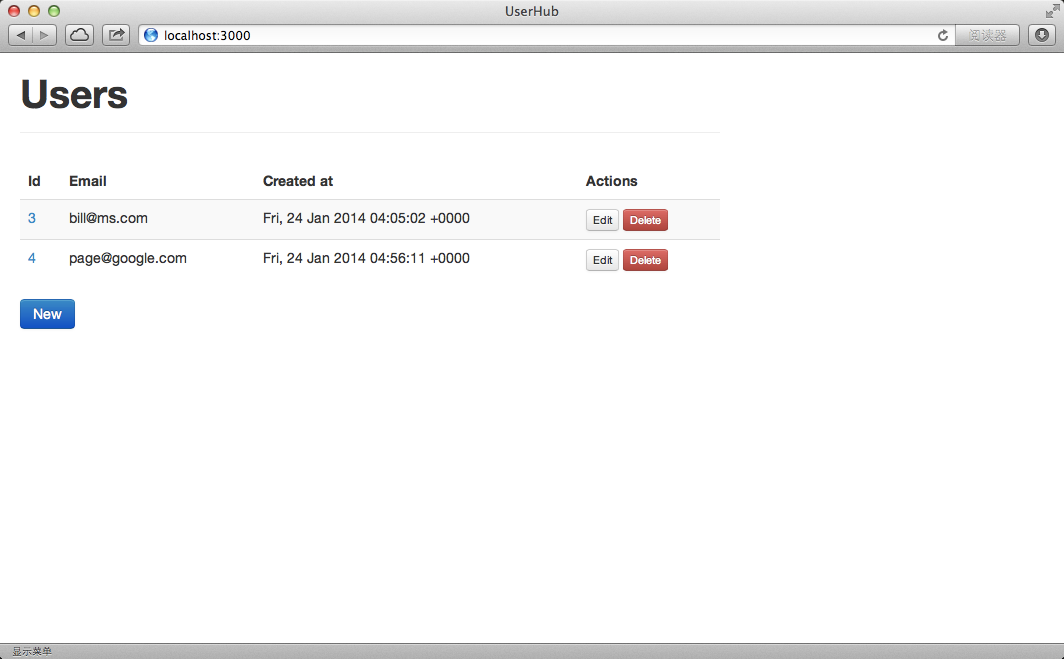 UserHub
localhost:3000
阅读器
Users
Id Email Created at Actions
3 bill@ms.com Fri, 24 Jan 2014 04:05:02 +0000 Edit Delete
4 page@google.com Fri, 24 Jan 2014 04:56:11 +0000 Edit Delete
New
显示菜单